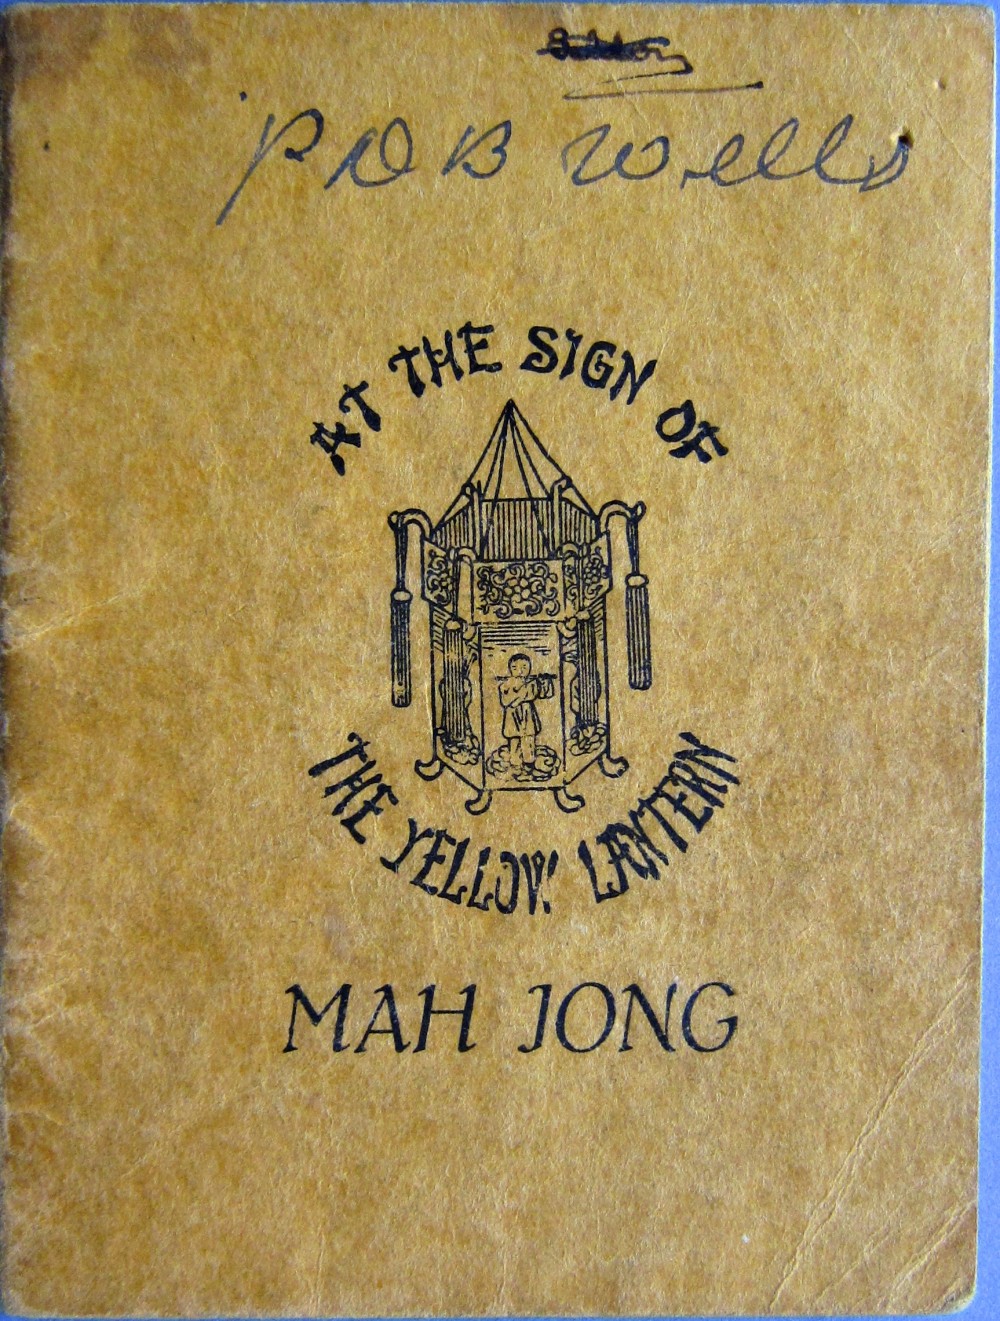 P D B Wells
AT THE SIGN OF
THE YELLOW LANTERN
MAH JONG